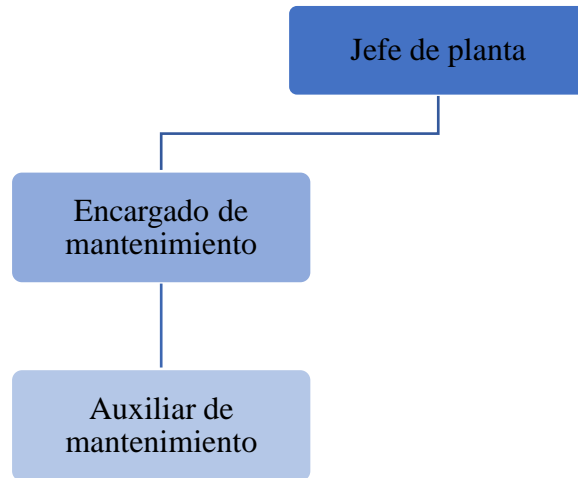 Jefe de planta
Encargado de
mantenimiento
Auxiliar de
mantenimiento